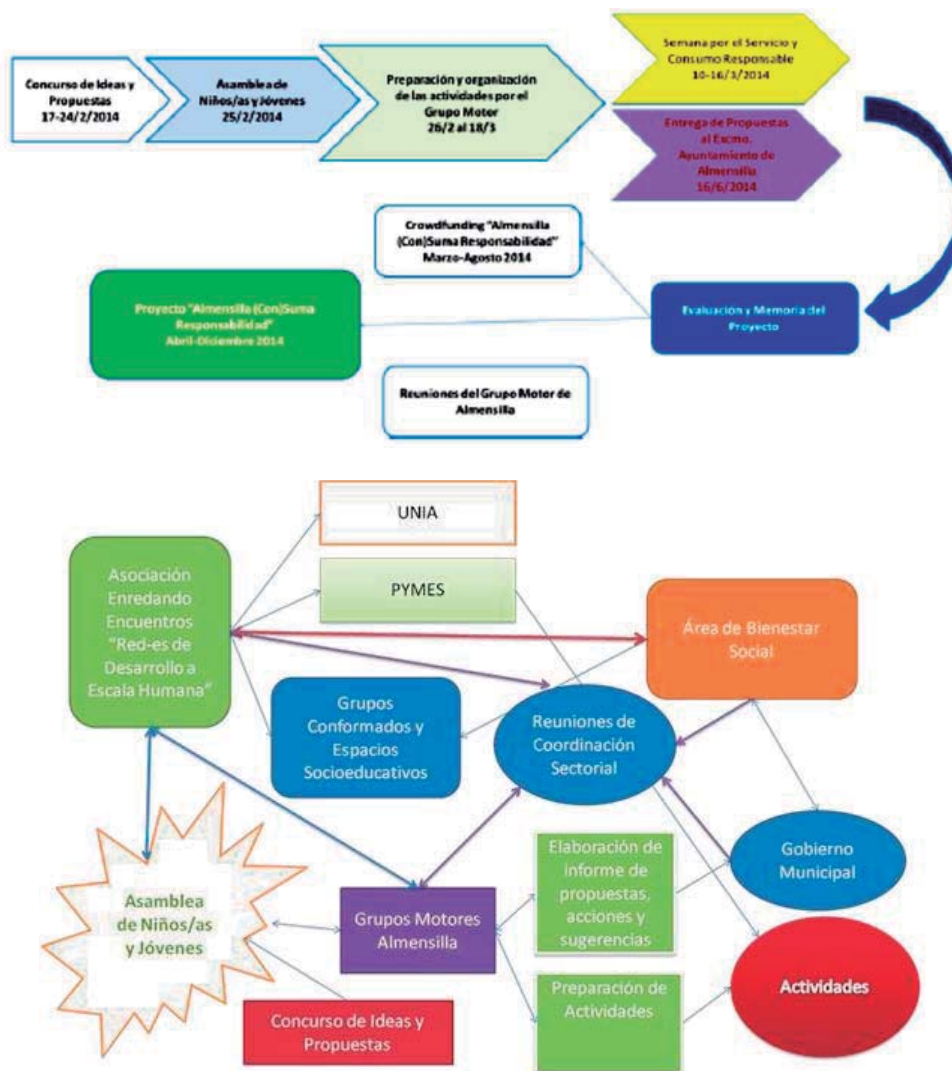 Concurso de Ideas y
Propuestas
17-24/2/2014
Asamblea de
Niños/as y Jóvenes
25/2/2014
Preparación y organización
de las actividades por el
Grupo Motor
26/2 al 18/3
Semana por el Servicio y
Consumo Responsable
10-16/3/2014
Entrega de Propuestas
al Excmo.
Ayuntamiento de
Almensilla
16/6/2014
Crowdfunding "Almensilla
(Con)Suma Responsabilidad"
Marzo-Agosto 2014
Proyecto "Almensilla (Con)Suma
Responsabilidad"
Abril-Diciembre 2014
Evaluación y Memoria del
Proyecto
Reuniones del Grupo Motor de
Almensilla
UNIA
Asociación
Enredando
Encuentros
"Red-es de
Desarrollo a
Escala Humana"
PYMES
Área de Bienestar
Social
Grupos
Conformados y
Espacios
Socioeducativos
Reuniones de
Coordinación
Sectorial
Asamblea
de Niños/as
y Jóvenes
Grupos Motores
Almensilla
Elaboración de
informe de
propuestas,
acciones y
sugerencias
Gobierno
Municipal
Concurso de Ideas y
Propuestas
Preparación de
Actividades
Actividades